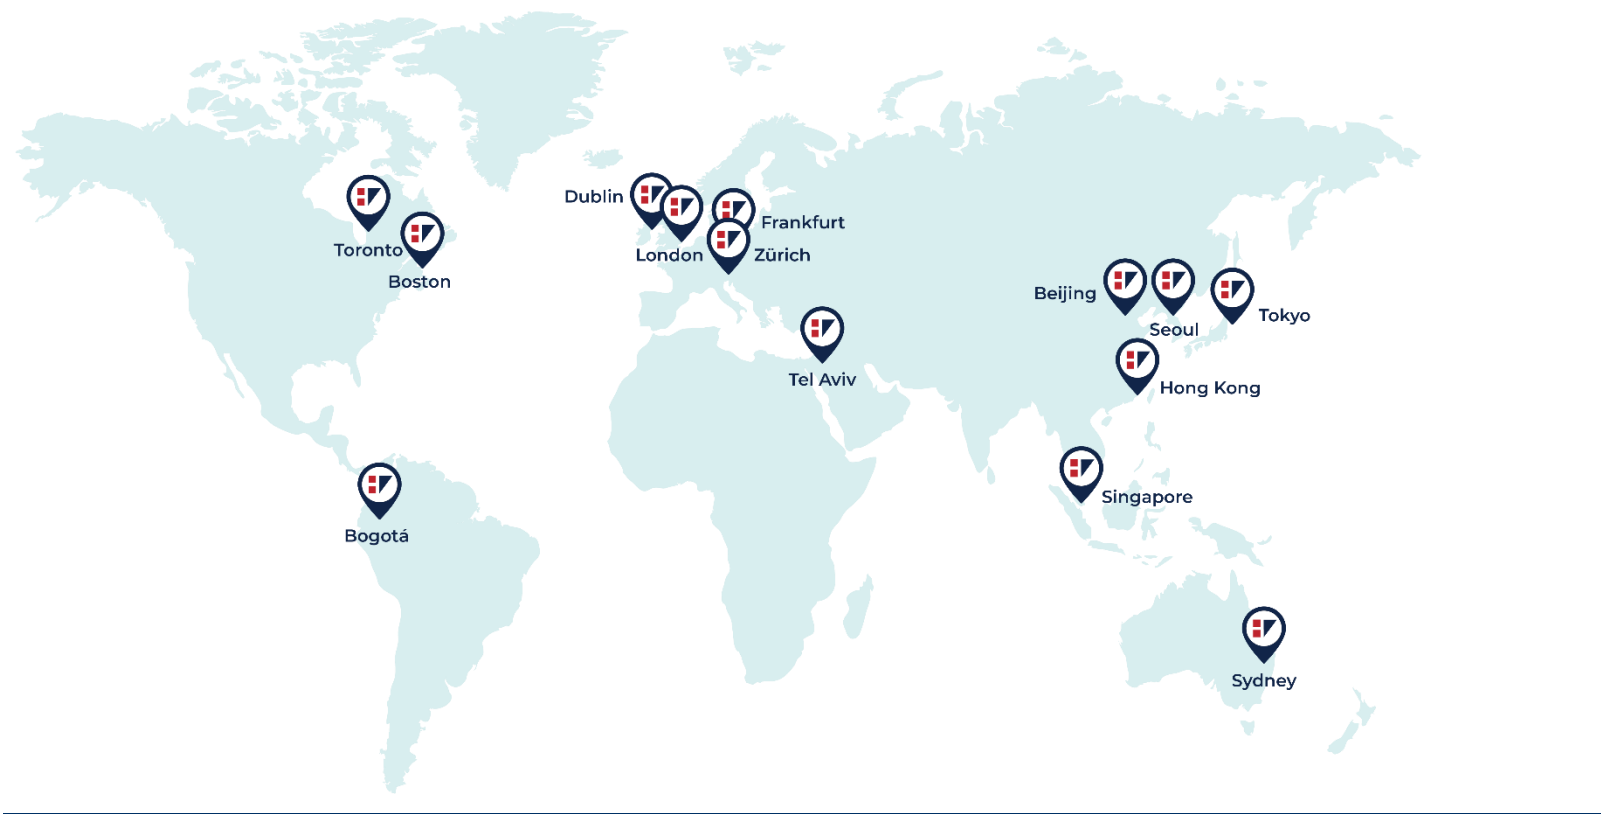 Dublin
Frankfurt
London
Zürich
Toronto
Boston
Beijing
Seoul
Tokyo
Tel Aviv
Hong Kong
Singapore
Bogotá
Sydney